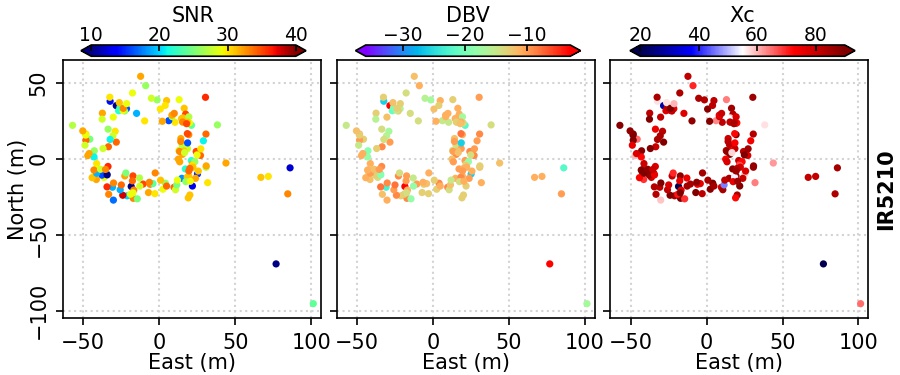 SNR DBV Xc
10 20 30 40 −30 −20 −10 20 40 60 80
50
0
−50
−100
North (m)
IR5210
−50 0 50 100 −50 0 50 100 −50 0 50 100
East (m) East (m) East (m)